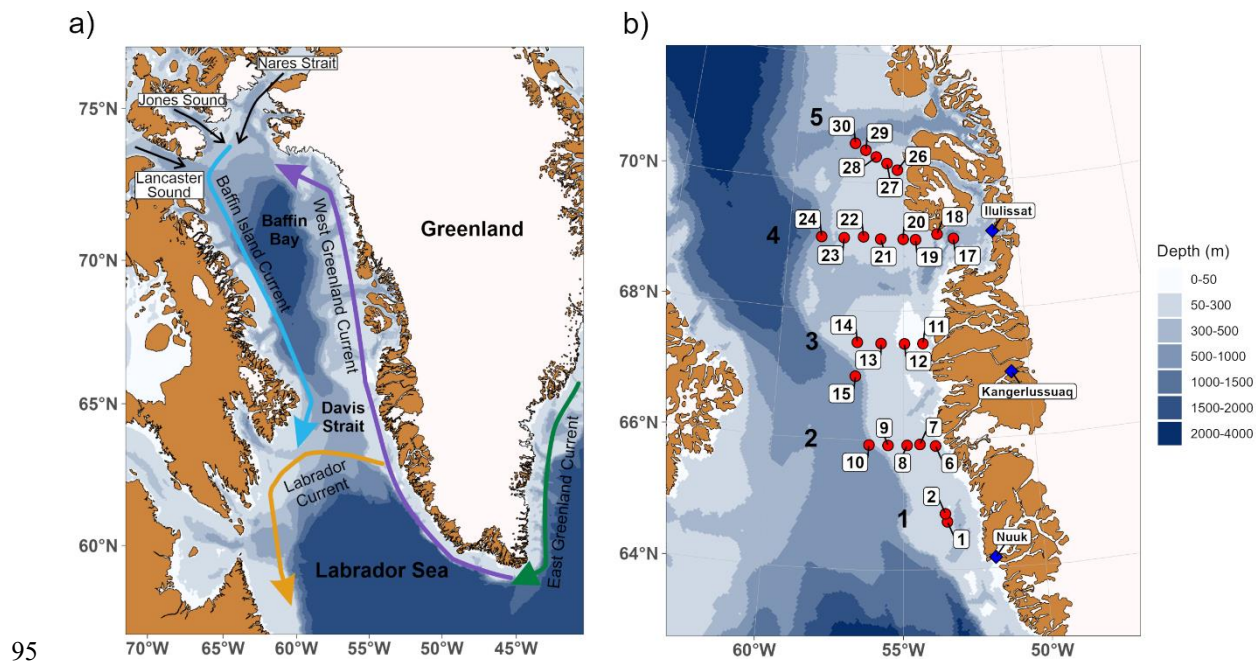 a)
Nares Strait
75°N
Jones Sound
Lancaster
Sound
Baffin Island Current
Baffin
Bay
West Greenland Current
Greenland
70°N
65°N
Davis
Strait
Labrador
Current
East Greenland Current
60°N
Labrador Sea
70°W 65°W 60°W 55°W 50°W 45°W
b)
5
30
29
26
70°N
28
27
24
22
20
18
Ilulissat
4
23
21
19
17
68°N
14
11
3
13
12
15
Kangerlussuaq
66°N
2
9
7
10
8
6
2
1
1
Nuuk
64°N
60°W 55°W 50°W
Depth (m)
0-50
50-300
300-500
500-1000
1000-1500
1500-2000
2000-4000
95